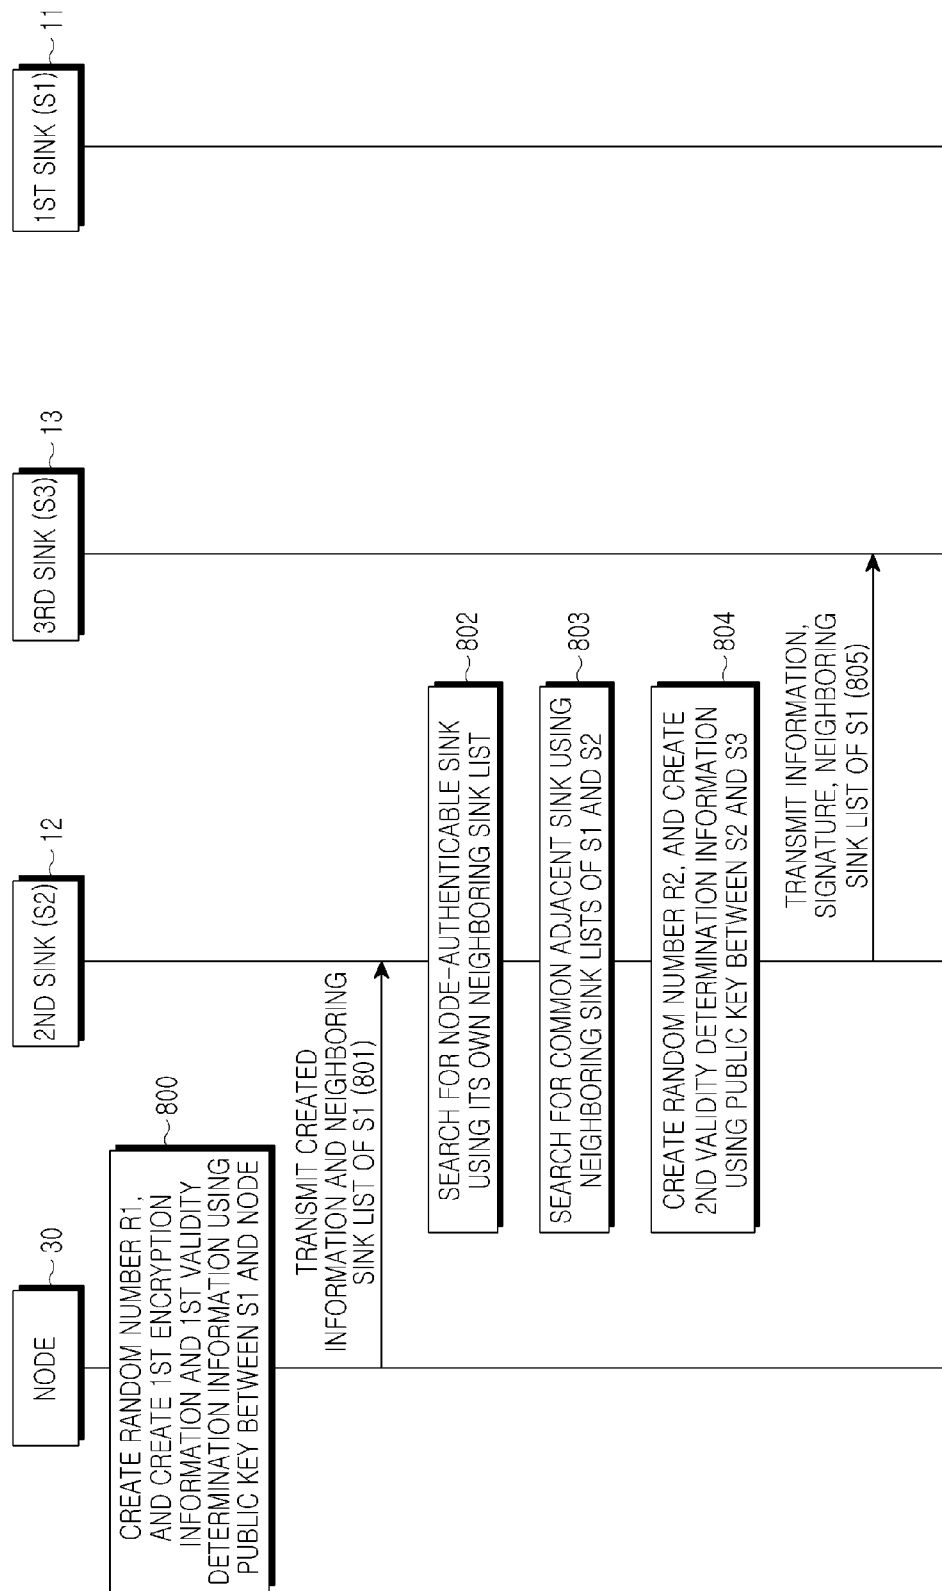 NODE
30
2ND SINK (S2)
12
3RD SINK (S3)
13
1ST SINK (S1)
11
CREATE RANDOM NUMBER R1,
AND CREATE 1ST ENCRYPTION
INFORMATION AND 1ST VALIDITY
DETERMINATION INFORMATION USING
PUBLIC KEY BETWEEN S1 AND NODE
800
TRANSMIT CREATED
INFORMATION AND NEIGHBORING
SINK LIST OF S1 (801)
SEARCH FOR NODE-AUTHENTICABLE SINK
USING ITS OWN NEIGHBORING SINK LIST
802
SEARCH FOR COMMON ADJACENT SINK USING
NEIGHBORING SINK LISTS OF S1 AND S2
803
CREATE RANDOM NUMBER R2, AND CREATE
2ND VALIDITY DETERMINATION INFORMATION
USING PUBLIC KEY BETWEEN S2 AND S3
804
TRANSMIT INFORMATION,
SIGNATURE, NEIGHBORING
SINK LIST OF S1 (805)